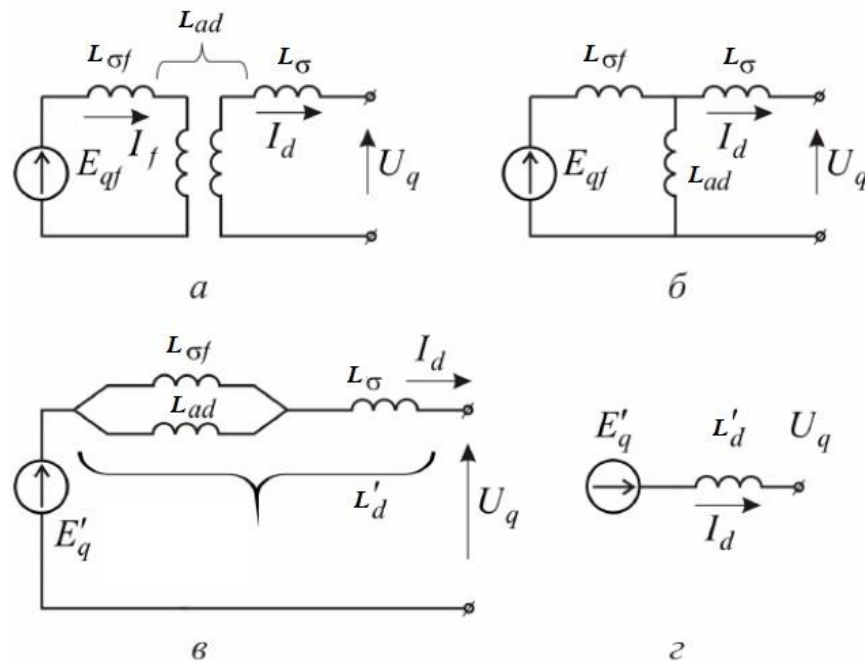 L_ad
L_σf
L_σ
I_f
I_d
E_qf
U_q
а
L_σf
L_σ
I_d
E_qf
L_ad
U_q
б
L_σf
L_ad
L_σ
I_d
L'_d
E'_q
U_q
в
E'_q
L'_d
U_q
I_d
г